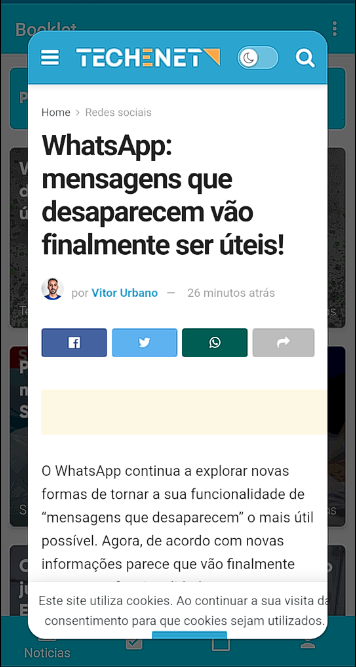 Booklet
TECHENET
Home > Redes sociais
WhatsApp:
mensagens que
desaparecem vão
finalmente ser úteis!
por Vitor Urbano — 26 minutos atrás
O WhatsApp continua a explorar novas
formas de tornar a sua funcionalidade de
“mensagens que desaparecem” o mais útil
possível. Agora, de acordo com novas
informações parece que vão finalmente
Este site utiliza cookies. Ao continuar a sua visita da
consentimento para que cookies sejam utilizados.
Notícias